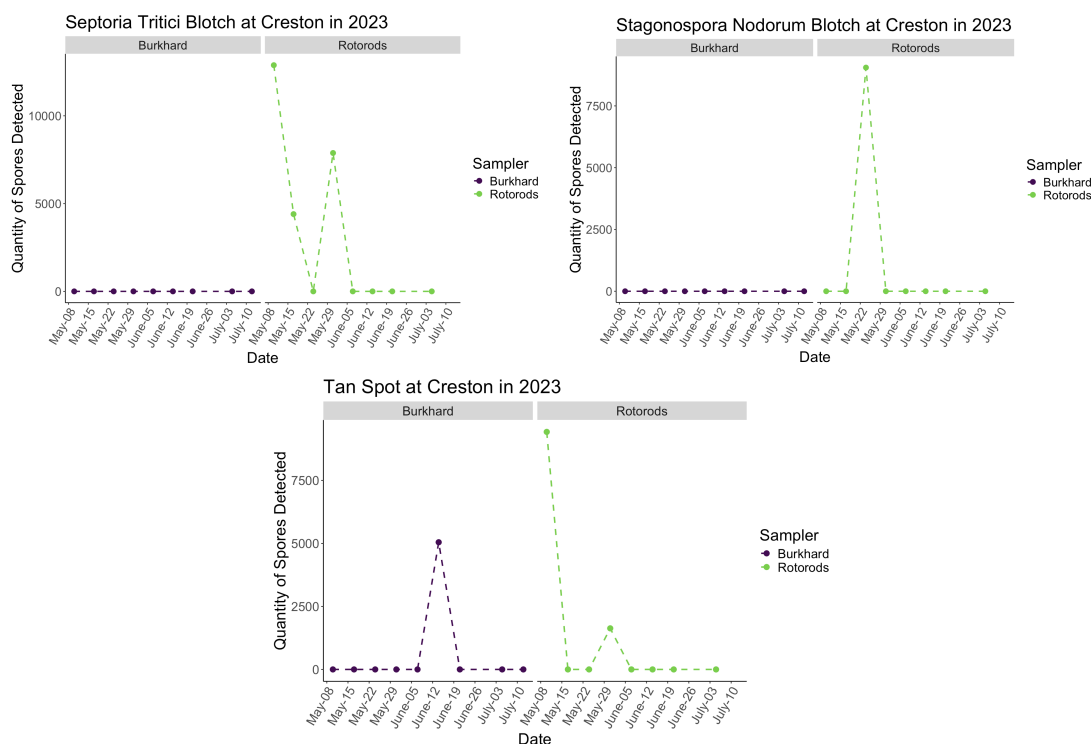 Septoria Tritici Blotch at Creston in 2023
Burkhard Rotorods
Quantity of Spores Detected
10000
5000
0
May-08 May-15 May-22 May-29 June-05 June-12 June-19 June-26 July-03 July-10 May-08 May-15 May-22 May-29 June-05 June-12 June-19 June-26 July-03 July-10
Date
Sampler
Burkhard
Rotorods
Stagonospora Nodorum Blotch at Creston in 2023
Burkhard Rotorods
Quantity of Spores Detected
7500
5000
2500
0
May-08 May-15 May-22 May-29 June-05 June-12 June-19 June-26 July-03 July-10 May-08 May-15 May-22 May-29 June-05 June-12 June-19 June-26 July-03 July-10
Date
Sampler
Burkhard
Rotorods
Tan Spot at Creston in 2023
Burkhard Rotorods
Quantity of Spores Detected
7500
5000
2500
0
May-08 May-15 May-22 May-29 June-05 June-12 June-19 June-26 July-03 July-10 May-08 May-15 May-22 May-29 June-05 June-12 June-19 June-26 July-03 July-10
Date
Sampler
Burkhard
Rotorods